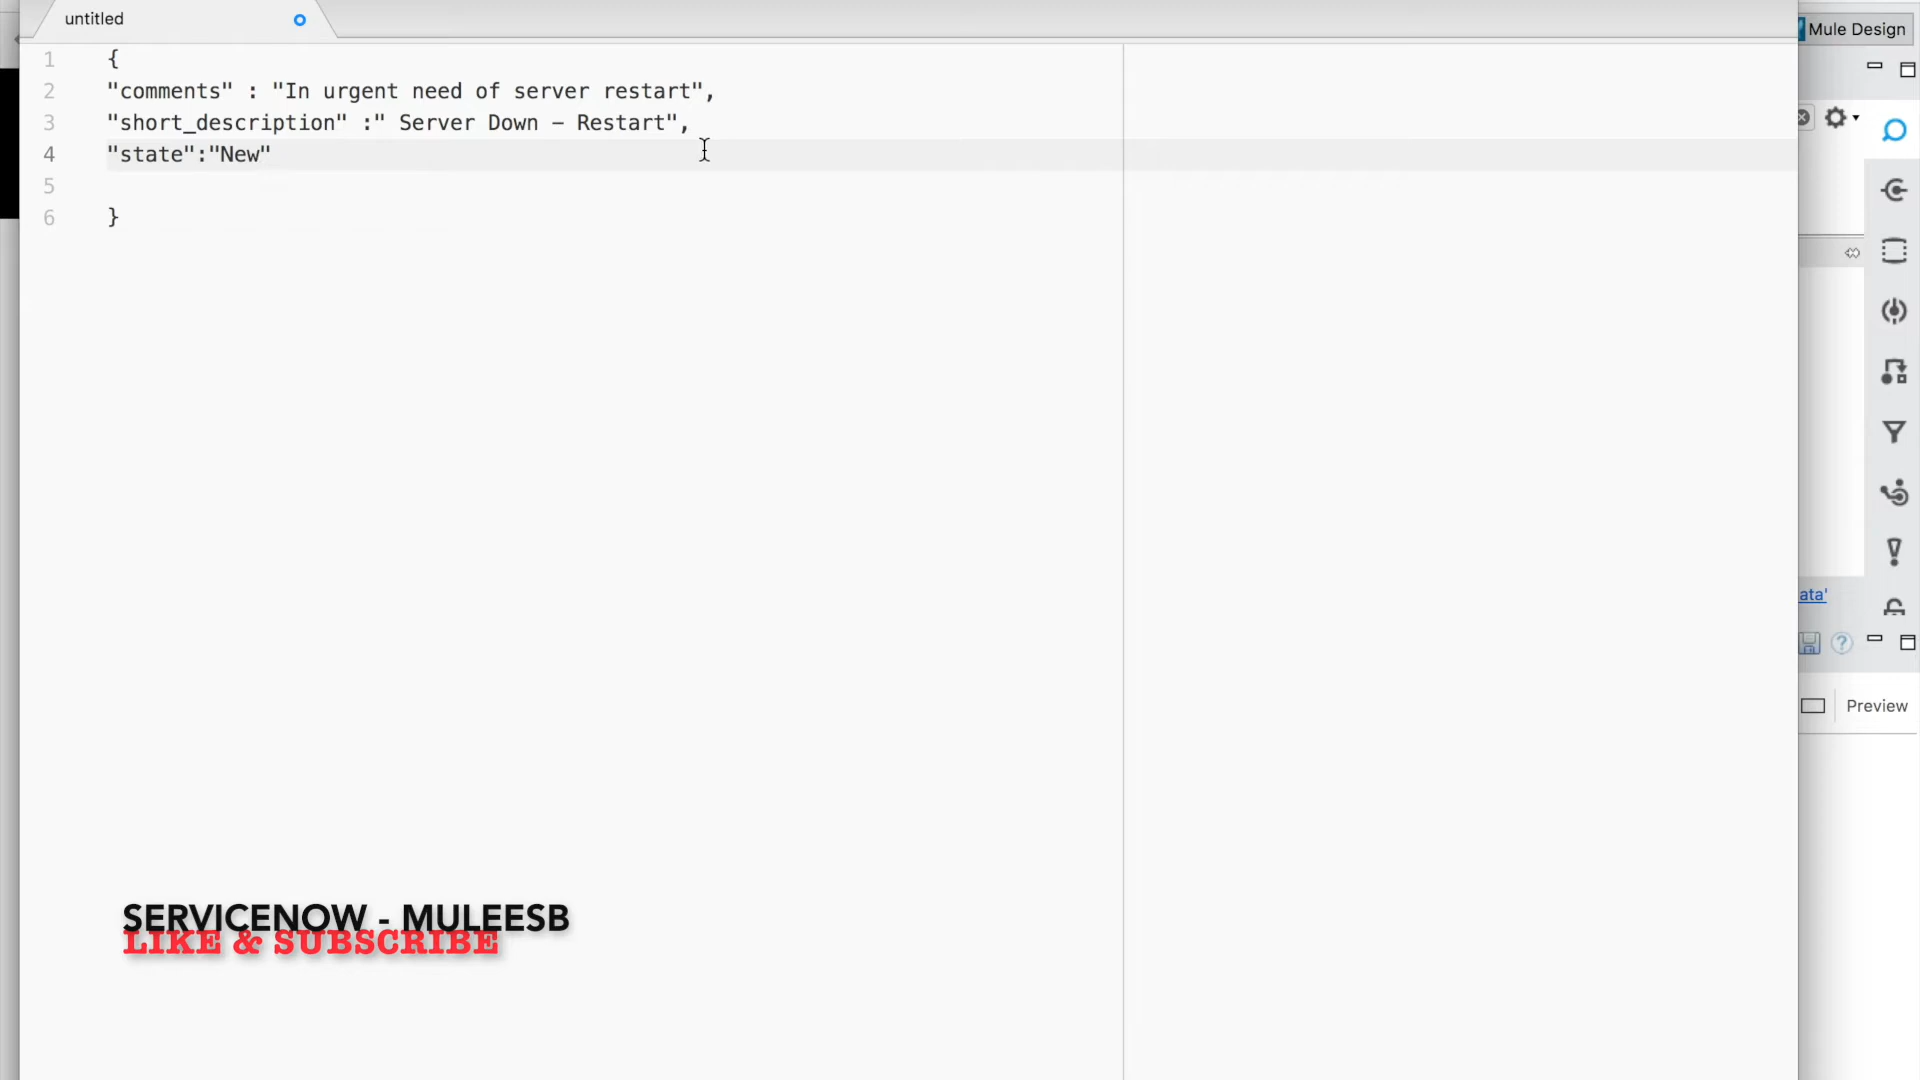 untitled
Mule Design
1 {
2 "comments" : "In urgent need of server restart",
3 "short_description" :" Server Down – Restart",
4 "state":"New"
5
6 }
ata'
Preview
SERVICENOW - MULEESB
LIKE & SUBSCRIBE